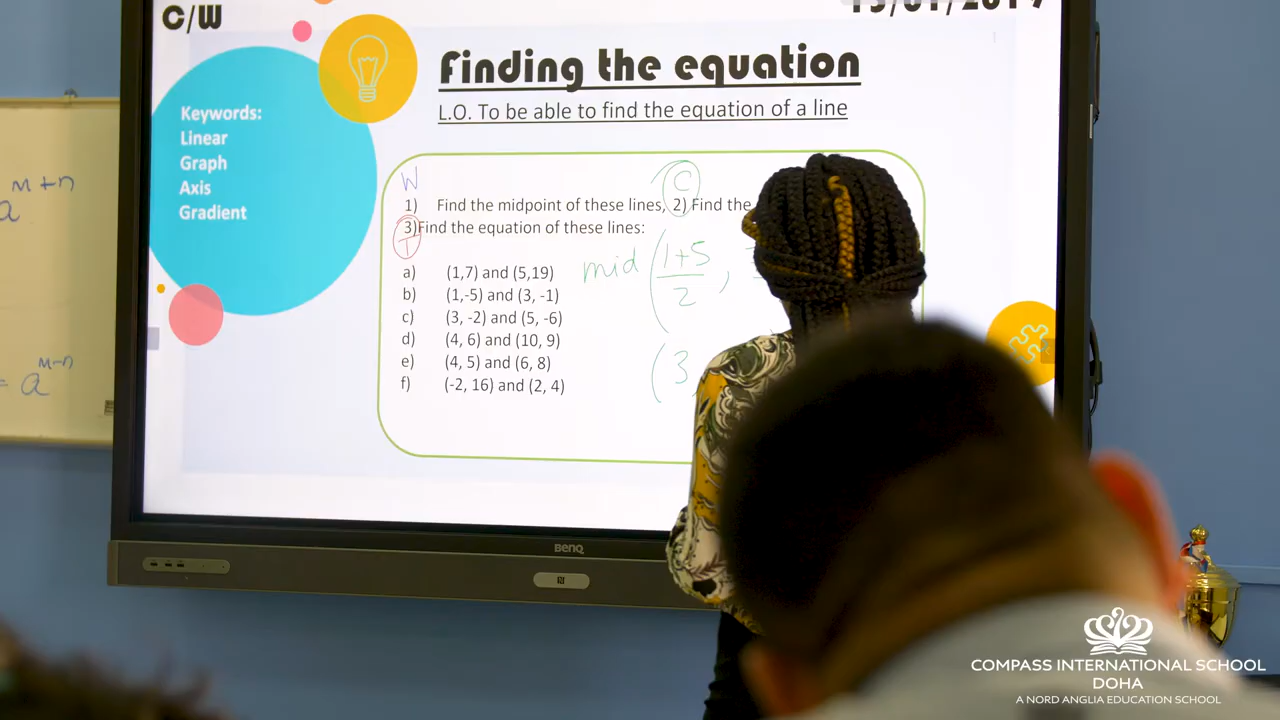 C/W
13/01/2019
Finding the equation
L.O. To be able to find the equation of a line
Keywords:
Linear
Graph
Axis
Gradient
W
C
1) Find the midpoint of these lines, 2) Find the
3)Find the equation of these lines:
T
a) (1,7) and (5,19)
b) (1,-5) and (3, -1)
c) (3, -2) and (5, -6)
d) (4, 6) and (10, 9)
e) (4, 5) and (6, 8)
f) (-2, 16) and (2, 4)
mid (1+5
2 ,
(3
a m+n
= a m-n
BenQ
COMPASS INTERNATIONAL SCHOOL
DOHA
A NORD ANGLIA EDUCATION SCHOOL